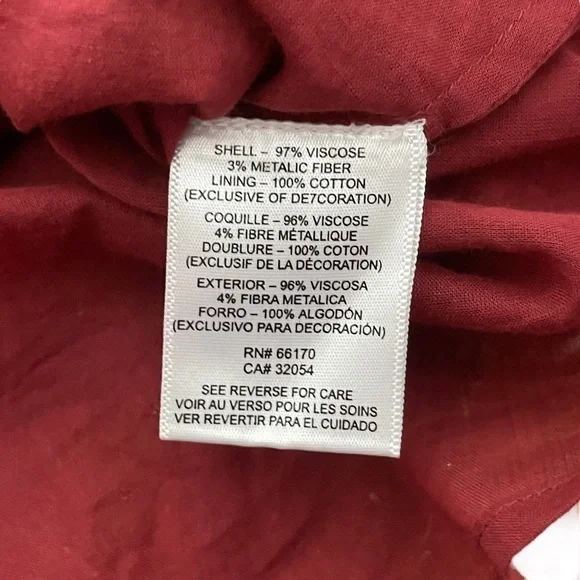 SHELL – 97% VISCOSE
3% METALIC FIBER
LINING – 100% COTTON
(EXCLUSIVE OF DE7CORATION)
COQUILLE – 96% VISCOSE
4% FIBRE MÉTALLIQUE
DOUBLURE – 100% COTON
(EXCLUSIF DE LA DÉCORATION)
EXTERIOR – 96% VISCOSA
4% FIBRA METALICA
FORRO – 100% ALGODÓN
(EXCLUSIVO PARA DECORACIÓN)
RN# 66170
CA# 32054
SEE REVERSE FOR CARE
VOIR AU VERSO POUR LES SOINS
VER REVERTIR PARA EL CUIDADO